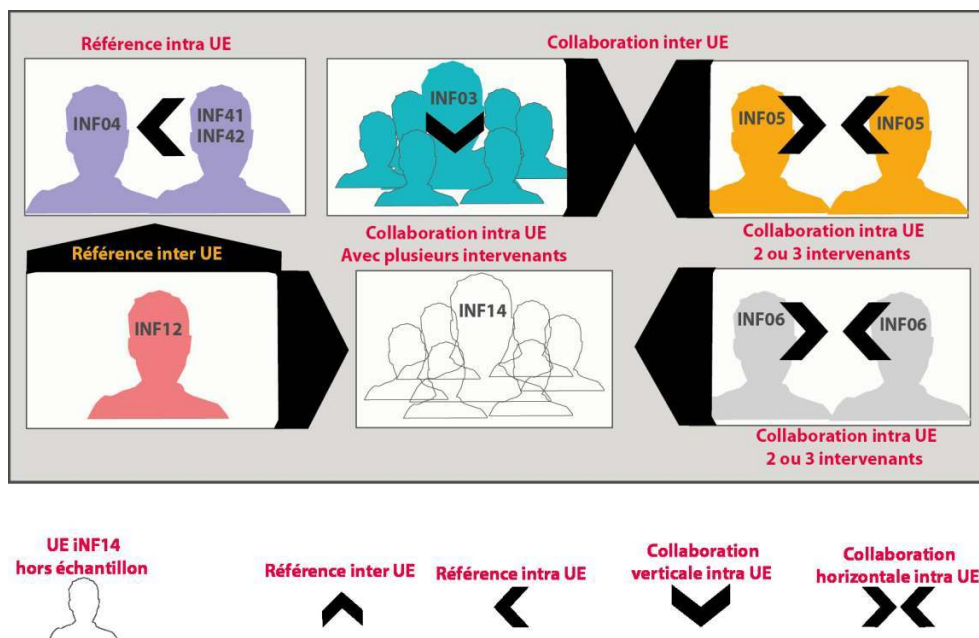 Référence intra UE
Collaboration inter UE
INF04
INF41
INF42
INF03
INF05
INF05
Référence inter UE
Collaboration intra UE
Avec plusieurs intervenants
Collaboration intra UE
2 ou 3 intervenants
INF12
INF14
INF06
INF06
Collaboration intra UE
2 ou 3 intervenants
UE iNF14
hors échantillon
Référence inter UE
Référence intra UE
Collaboration
verticale intra UE
Collaboration
horizontale intra UE